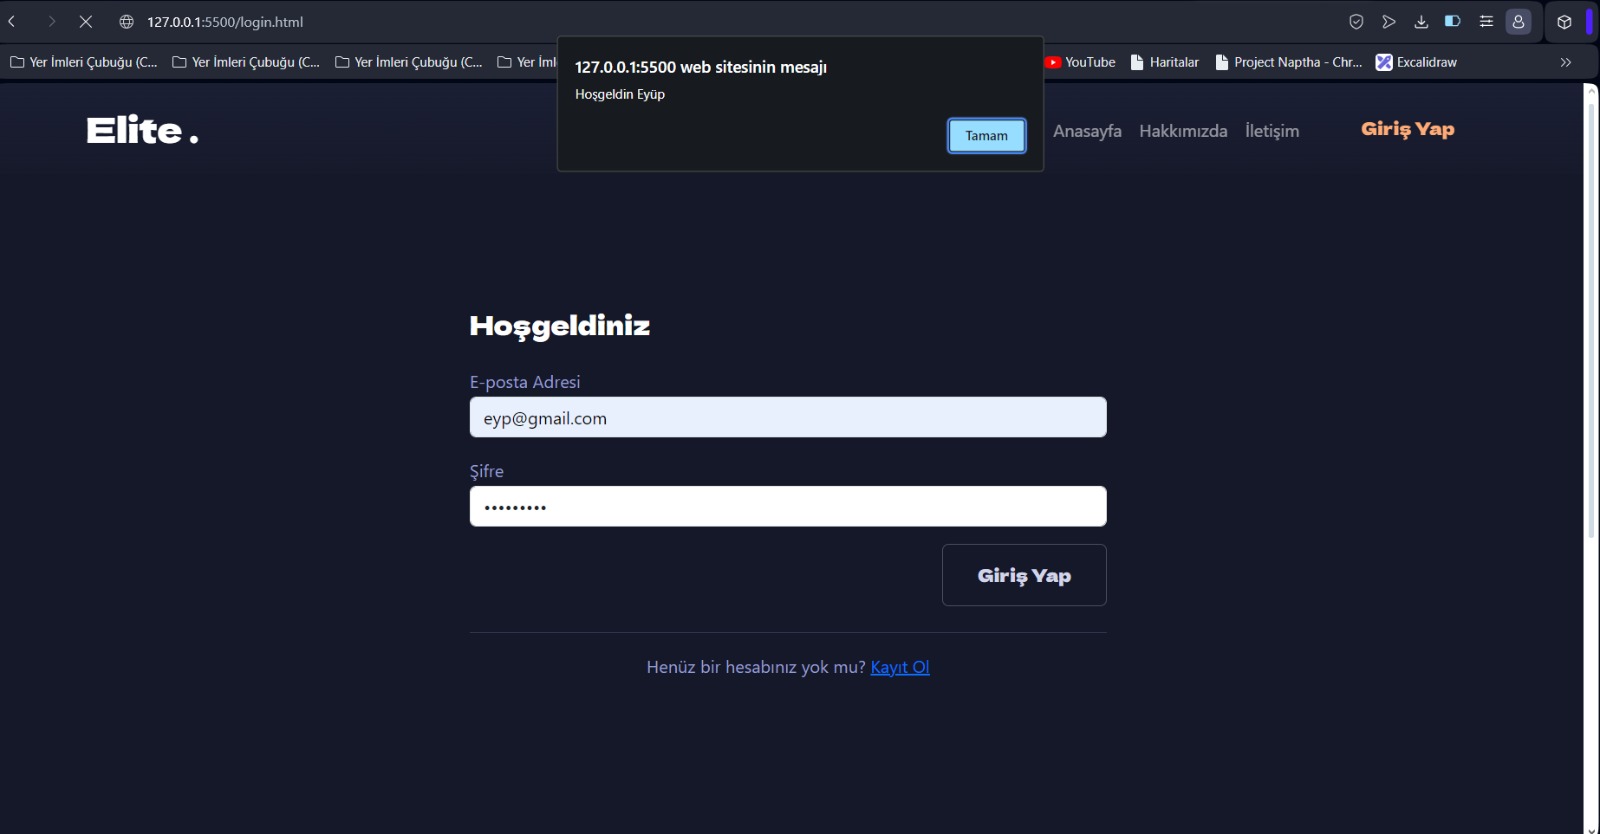 127.0.0.1:5500/login.html
Yer İmleri Çubuğu (C... Yer İmleri Çubuğu (C... Yer İmleri Çubuğu (C... Yer İml YouTube Haritalar Project Naptha - Chr... Excalidraw
127.0.0.1:5500 web sitesinin mesajı
Hoşgeldin Eyüp
Tamam
Elite .
Anasayfa Hakkımızda İletişim Giriş Yap
Hoşgeldiniz
E-posta Adresi
eyp@gmail.com
Şifre
Giriş Yap
Henüz bir hesabınız yok mu? Kayıt Ol